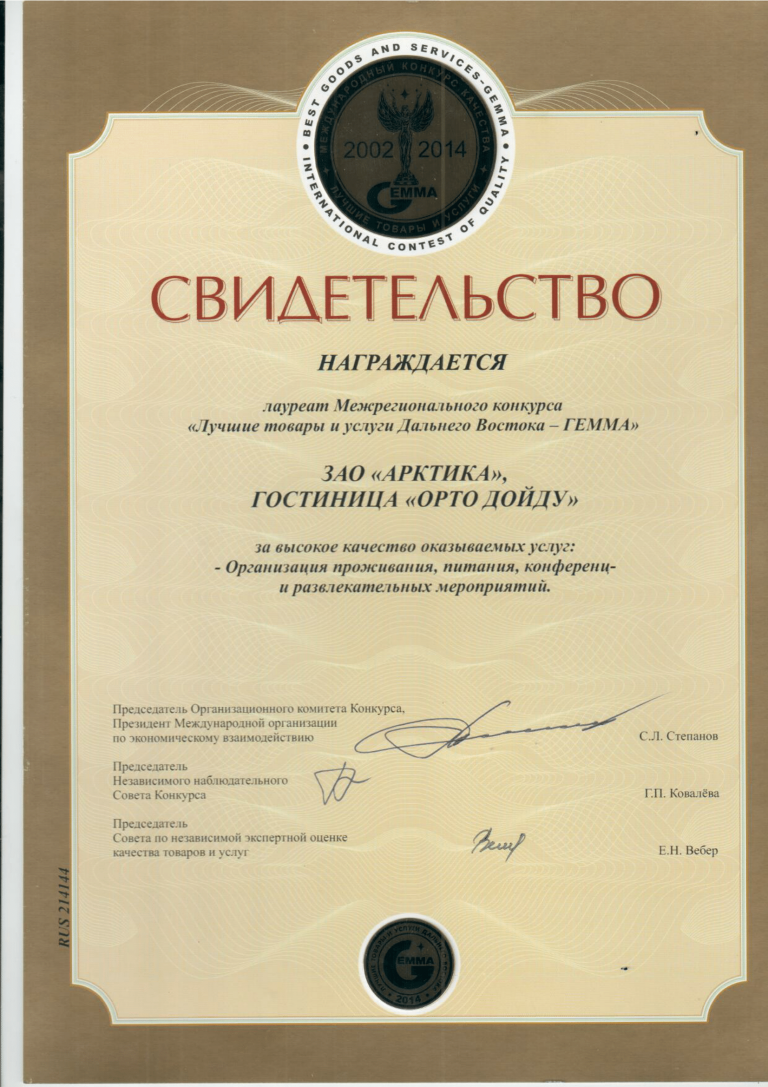 BEST GOODS AND SERVICES-GEMMA
INTERNATIONAL CONTEST OF QUALITY
МЕЖДУНАРОДНЫЙ КОНКУРС КАЧЕСТВА
2002 2014
GEMMA
ЛУЧШИЕ ТОВАРЫ И УСЛУГИ
СВИДЕТЕЛЬСТВО
НАГРАЖДАЕТСЯ
лауреат Межрегионального конкурса
«Лучшие товары и услуги Дальнего Востока – ГЕММА»
ЗАО «АРКТИКА»,
ГОСТИНИЦА «ОРТО ДОЙДУ»
за высокое качество оказываемых услуг:
- Организация проживания, питания, конференц-
и развлекательных мероприятий.
Председатель Организационного комитета Конкурса,
Президент Международной организации
по экономическому взаимодействию
С.Л. Степанов
Председатель
Независимого наблюдательного
Совета Конкурса
Г.П. Ковалёва
Председатель
Совета по независимой экспертной оценке
качества товаров и услуг
Е.Н. Вебер
RUS 214144
GEMMA
2014